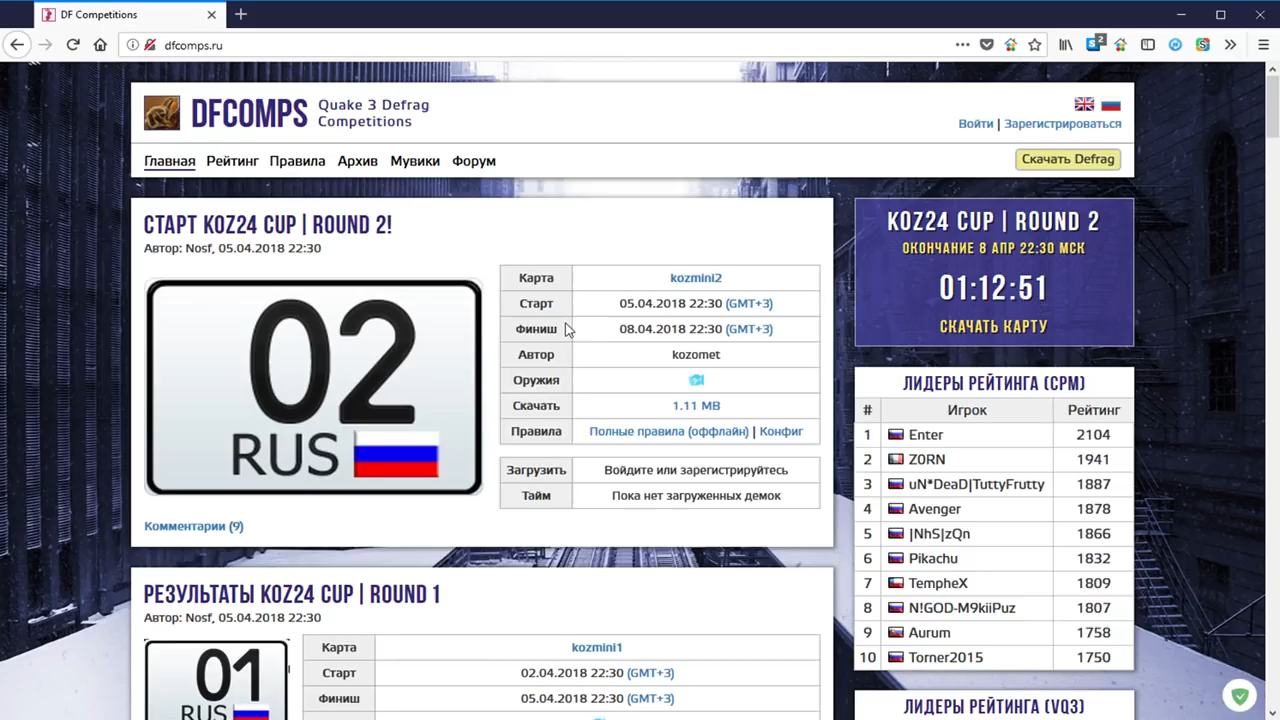 DF Competitions
dfcomps.ru
2
DFCOMPS
Quake 3 Defrag
Competitions
Войти | Зарегистрироваться
Главная Рейтинг Правила Архив Мувики Форум
Скачать Defrag
СТАРТ KOZ24 CUP | ROUND 2!
Автор: Nosf, 05.04.2018 22:30
02
RUS
Карта kozmini2
Старт 05.04.2018 22:30 (GMT+3)
Финиш 08.04.2018 22:30 (GMT+3)
Автор kozomet
Оружия
Скачать 1.11 MB
Правила Полные правила (оффлайн) | Конфиг
Загрузить Войдите или зарегистрируйтесь
Тайм Пока нет загруженных демок
Комментарии (9)
РЕЗУЛЬТАТЫ KOZ24 CUP | ROUND 1
Автор: Nosf, 05.04.2018 22:30
01
RUS
Карта kozmini1
Старт 02.04.2018 22:30 (GMT+3)
Финиш 05.04.2018 22:30 (GMT+3)
KOZ24 CUP | ROUND 2
ОКОНЧАНИЕ 8 АПР 22:30 МСК
01:12:51
СКАЧАТЬ КАРТУ
ЛИДЕРЫ РЕЙТИНГА (CPM)
# Игрок Рейтинг
1 Enter 2104
2 Z0RN 1941
3 uN*DeaD|TuttyFrutty 1887
4 Avenger 1878
5 |NhS|zQn 1866
6 Pikachu 1832
7 TempheX 1809
8 N!GOD-M9kiiPuz 1807
9 Aurum 1758
10 Torner2015 1750
ЛИДЕРЫ РЕЙТИНГА (VQ3)